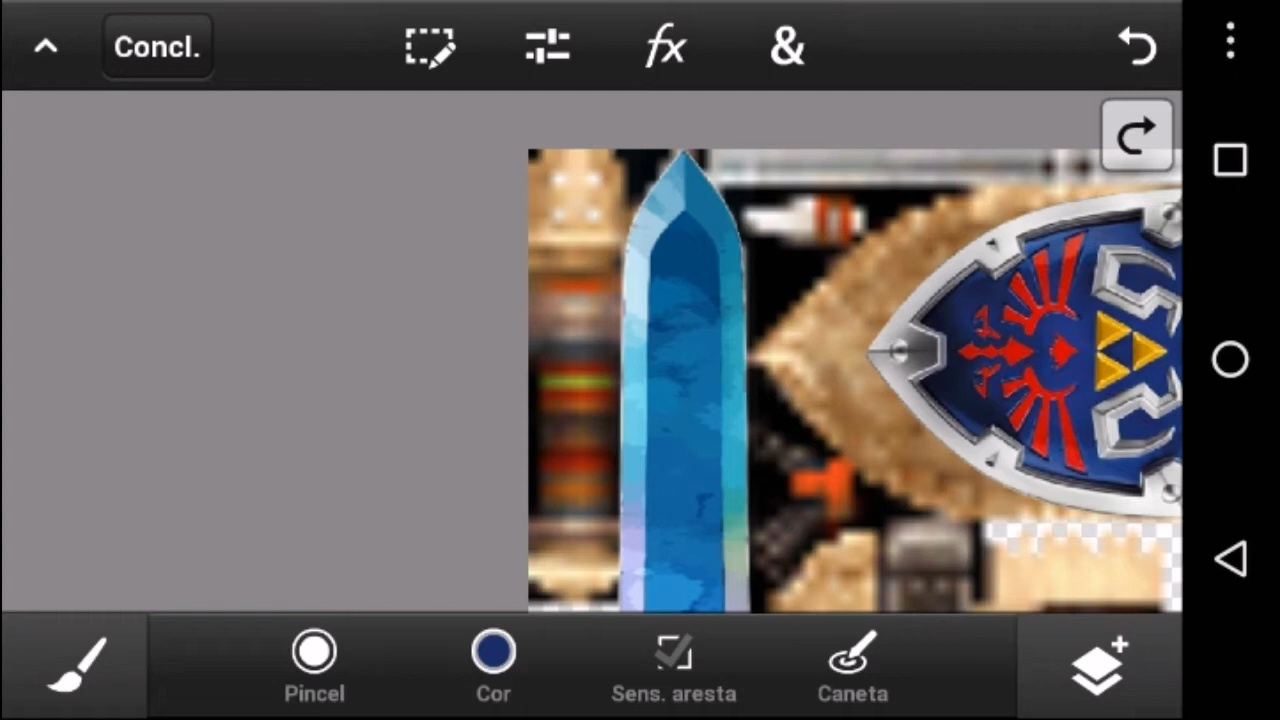 Concl.
fx
&
Pincel
Cor
Sens. aresta
Caneta